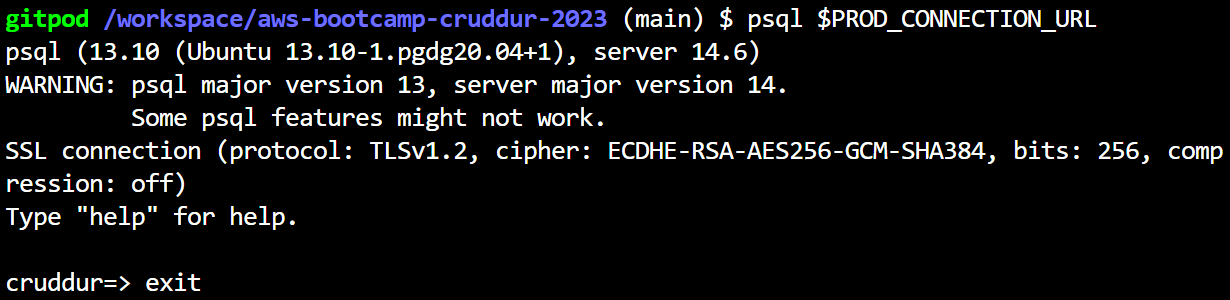 gitpod /workspace/aws-bootcamp-cruddur-2023 (main) $ psql $PROD_CONNECTION_URL
psql (13.10 (Ubuntu 13.10-1.pgdg20.04+1), server 14.6)
WARNING: psql major version 13, server major version 14.
         Some psql features might not work.
SSL connection (protocol: TLSv1.2, cipher: ECDHE-RSA-AES256-GCM-SHA384, bits: 256, comp
ression: off)
Type "help" for help.

cruddur=> exit